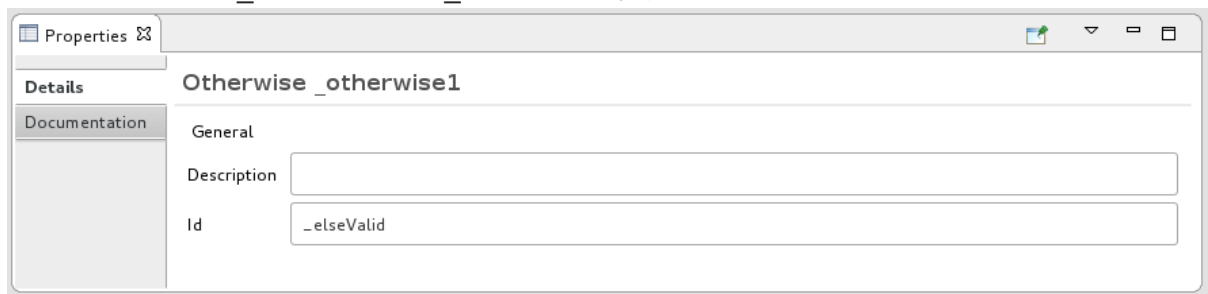 Properties
Details
Documentation
Otherwise _otherwise1
General
Description
Id _elseValid